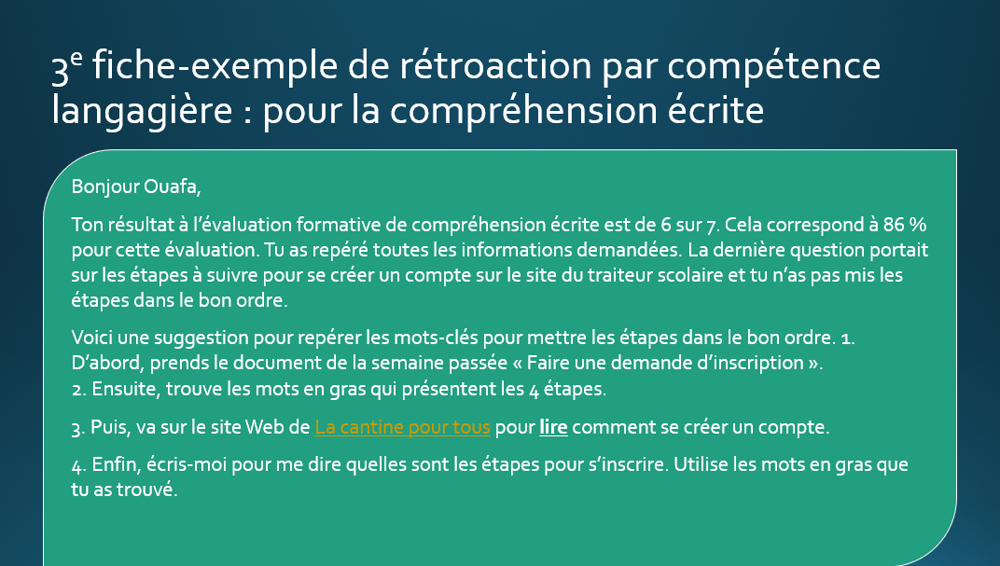 3e fiche-exemple de rétroaction par compétence
langagière : pour la compréhension écrite
Bonjour Ouafa,
Ton résultat à l’évaluation formative de compréhension écrite est de 6 sur 7. Cela correspond à 86 %
pour cette évaluation. Tu as repéré toutes les informations demandées. La dernière question portait
sur les étapes à suivre pour se créer un compte sur le site du traiteur scolaire et tu n’as pas mis les
étapes dans le bon ordre.
Voici une suggestion pour repérer les mots-clés pour mettre les étapes dans le bon ordre. 1.
D’abord, prends le document de la semaine passée « Faire une demande d’inscription ».
2. Ensuite, trouve les mots en gras qui présentent les 4 étapes.
3. Puis, va sur le site Web de La cantine pour tous pour lire comment se créer un compte.
4. Enfin, écris-moi pour me dire quelles sont les étapes pour s’inscrire. Utilise les mots en gras que
tu as trouvé.